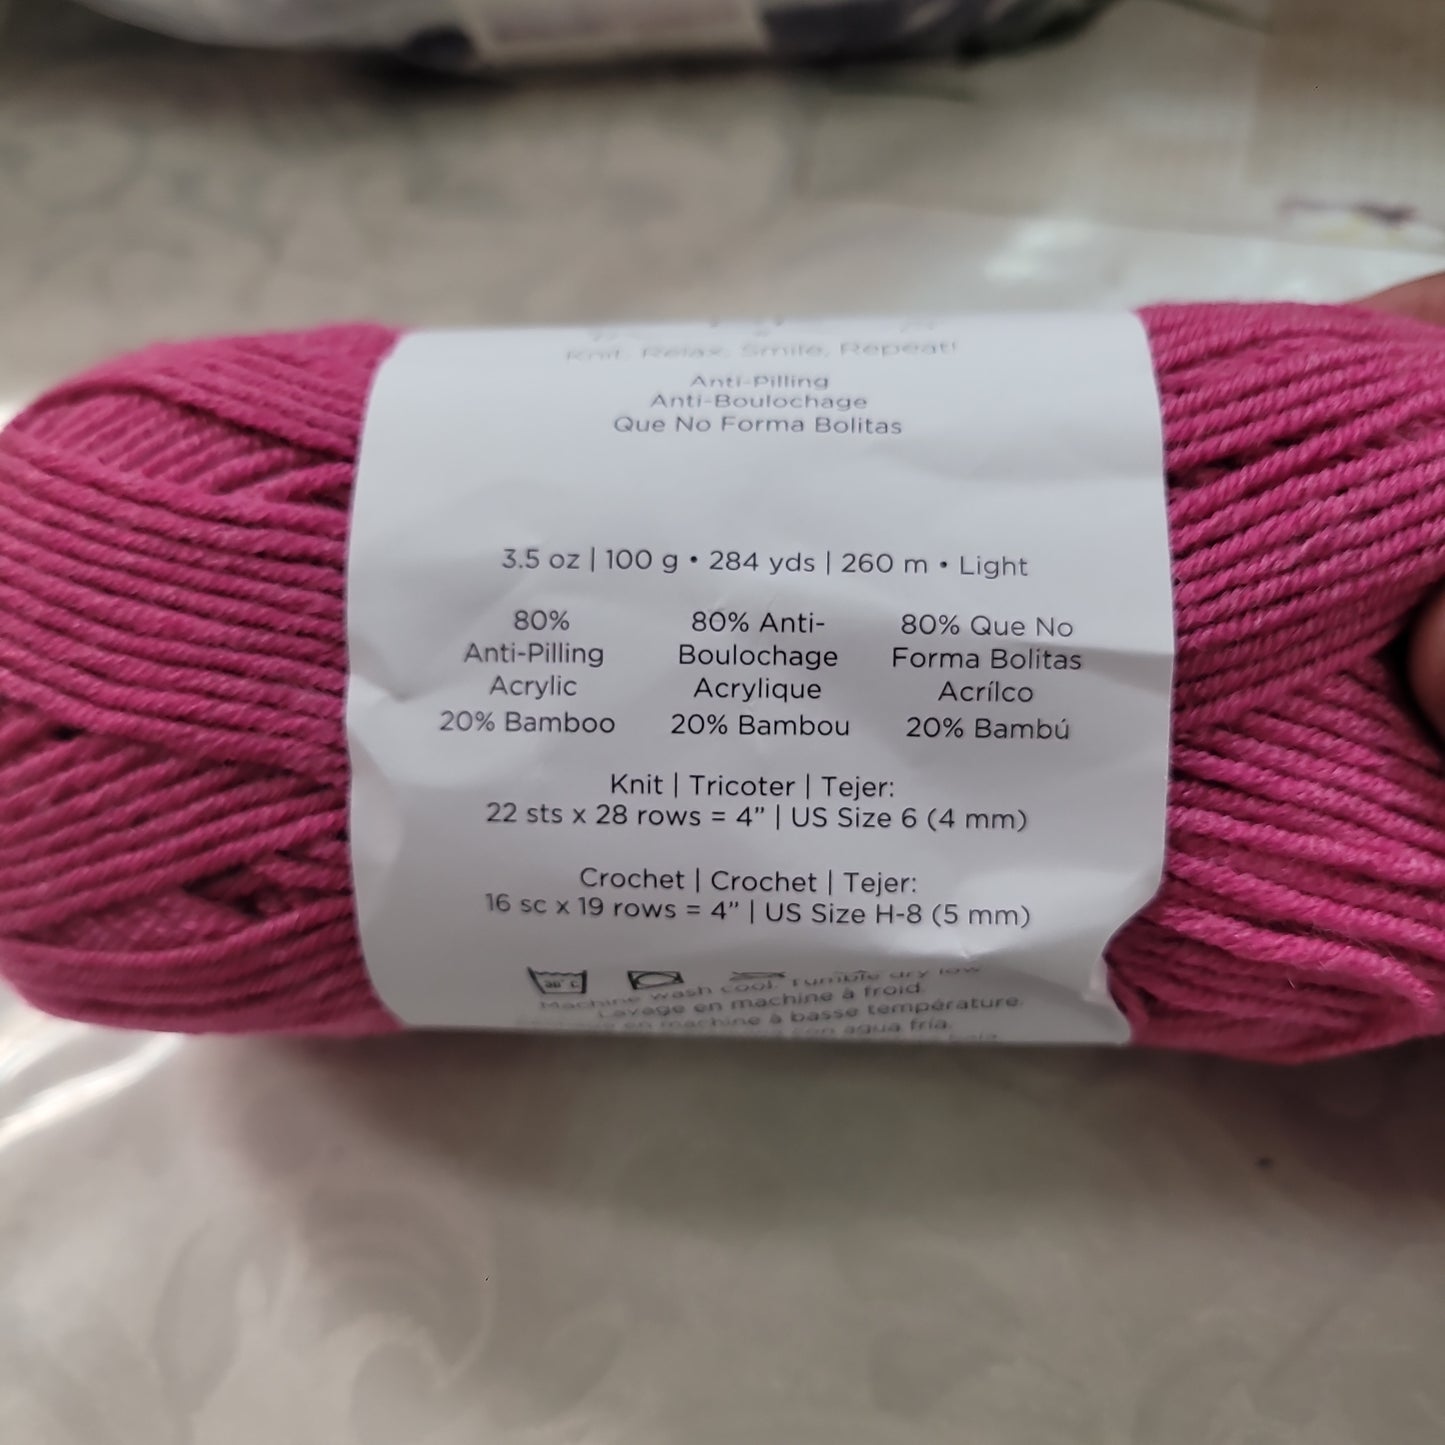 Knit, Relax, Smile, Repeat!
Anti-Pilling
Anti-Boulochage
Que No Forma Bolitas
3.5 oz | 100 g • 284 yds | 260 m • Light
80% 80% Anti- 80% Que No
Anti-Pilling Boulochage Forma Bolitas
Acrylic Acrylique Acrílco
20% Bamboo 20% Bambou 20% Bambú
Knit | Tricoter | Tejer:
22 sts x 28 rows = 4” | US Size 6 (4 mm)
Crochet | Crochet | Tejer:
16 sc x 19 rows = 4” | US Size H-8 (5 mm)
Machine wash cool. Tumble dry low
Lavage en machine à froid.
en machine à basse température.
con agua fría.